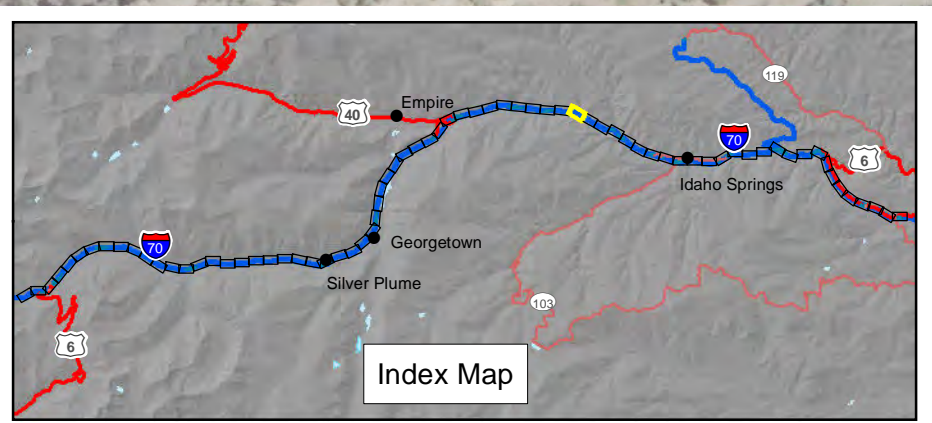 119
Empire
40
70
6
Idaho Springs
Georgetown
70
Silver Plume
103
6
Index Map